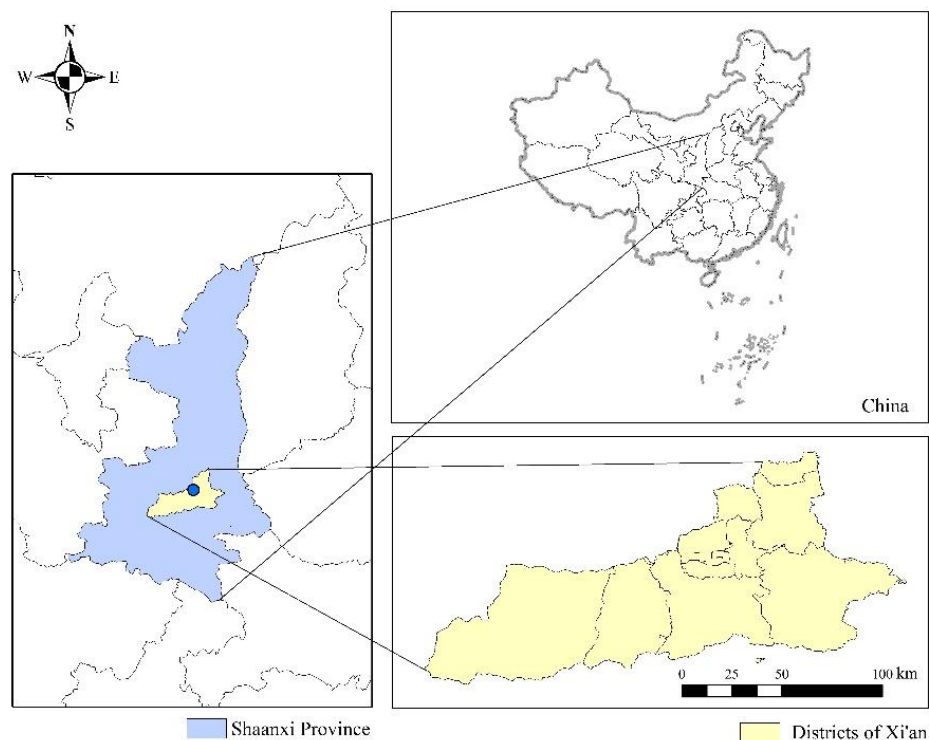 N
W E
S
China
0 25 50 100 km
Shaanxi Province
Districts of Xi'an